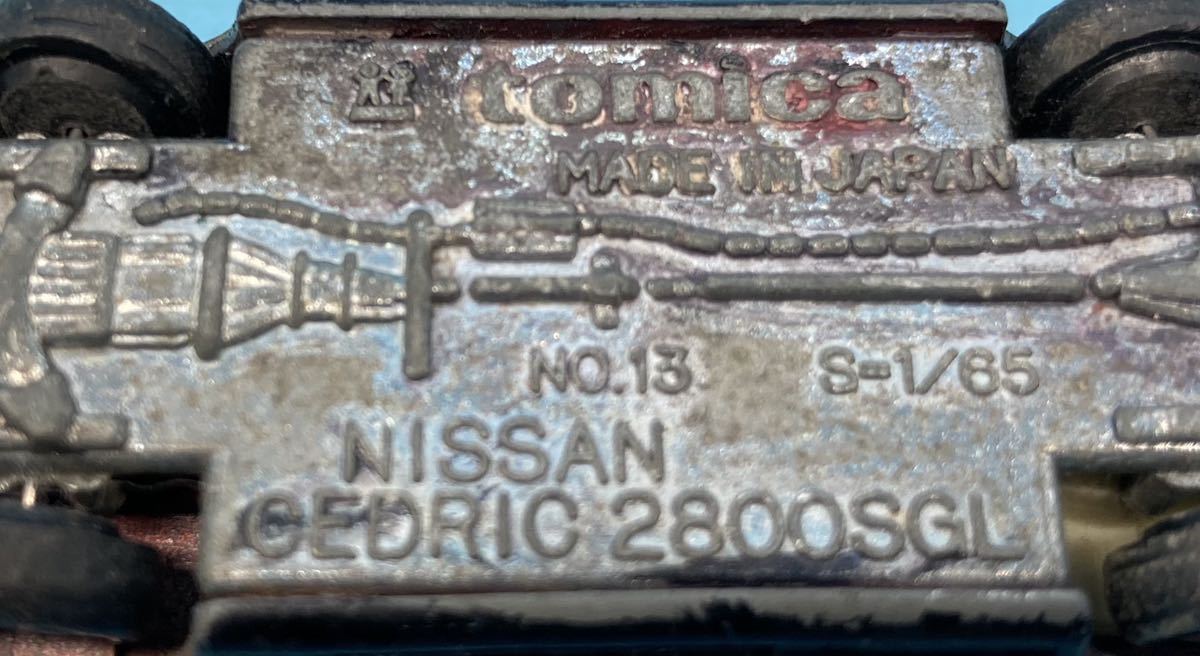 tomica
MADE IN JAPAN
NO.13 S=1/65
NISSAN
CEDRIC 2800SGL